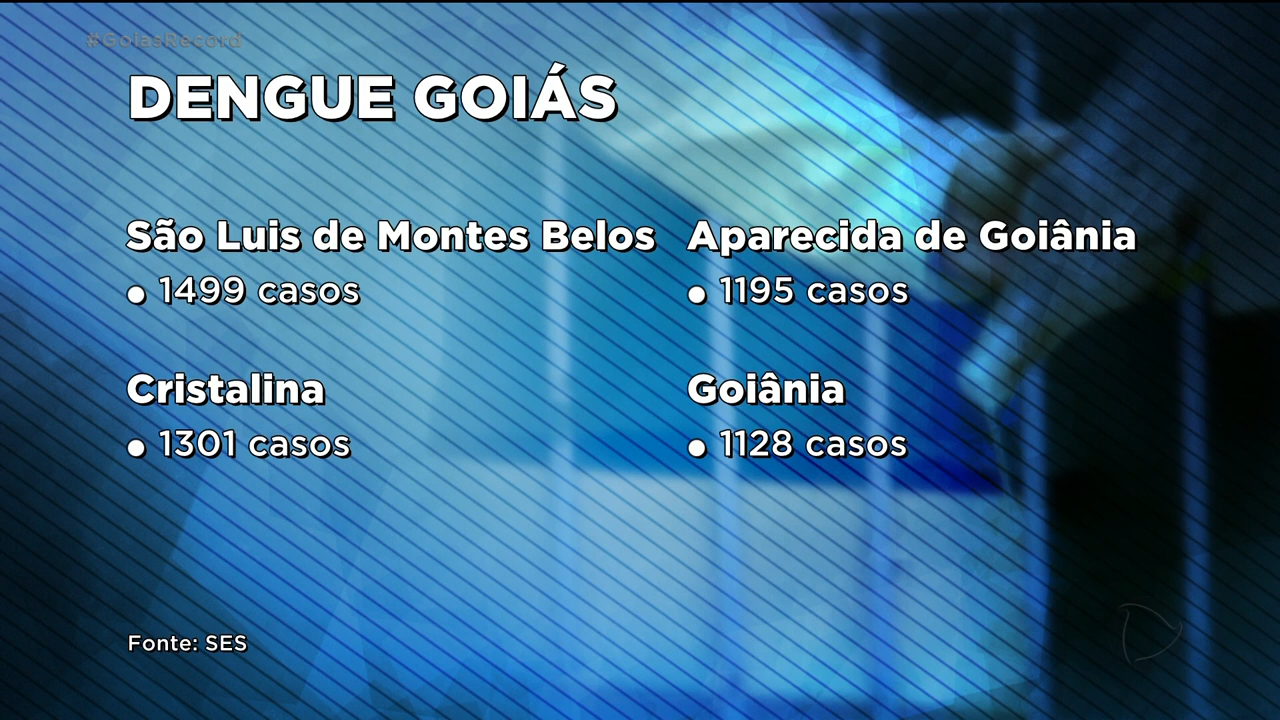 #GoiasRecord
DENGUE GOIÁS
São Luis de Montes Belos
• 1499 casos
Cristalina
• 1301 casos
Aparecida de Goiânia
• 1195 casos
Goiânia
• 1128 casos
Fonte: SES